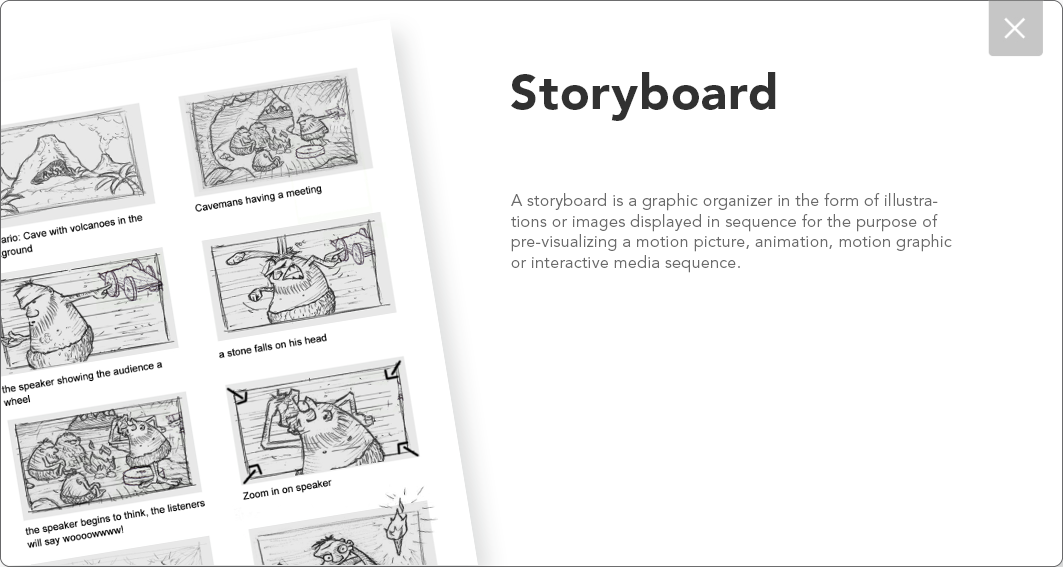 Storyboard
A storyboard is a graphic organizer in the form of illustra-
tions or images displayed in sequence for the purpose of
pre-visualizing a motion picture, animation, motion graphic
or interactive media sequence.
ario: Cave with volcanoes in the
ground
Cavemans having a meeting
the speaker showing the audience a
wheel
a stone falls on his head
the speaker begins to think, the listeners
will say woooowwww!
Zoom in on speaker